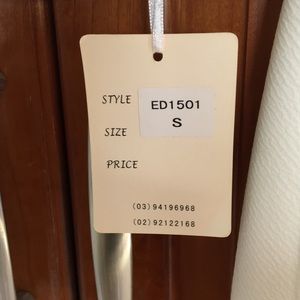 STYLE ED1501
SIZE S
PRICE
(03) 94196968
(02) 92122168